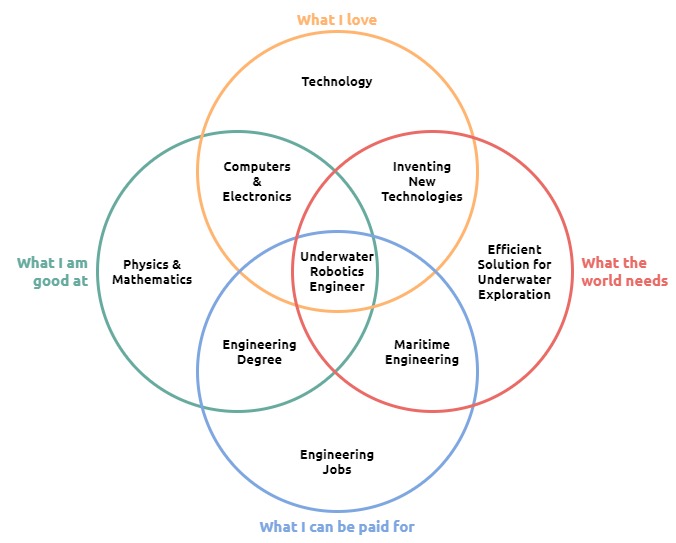 What I love
Technology
Computers
&
Electronics
Inventing
New
Technologies
What I am
good at
Physics &
Mathematics
Underwater
Robotics
Engineer
Efficient
Solution for
Underwater
Exploration
What the
world needs
Engineering
Degree
Maritime
Engineering
Engineering
Jobs
What I can be paid for